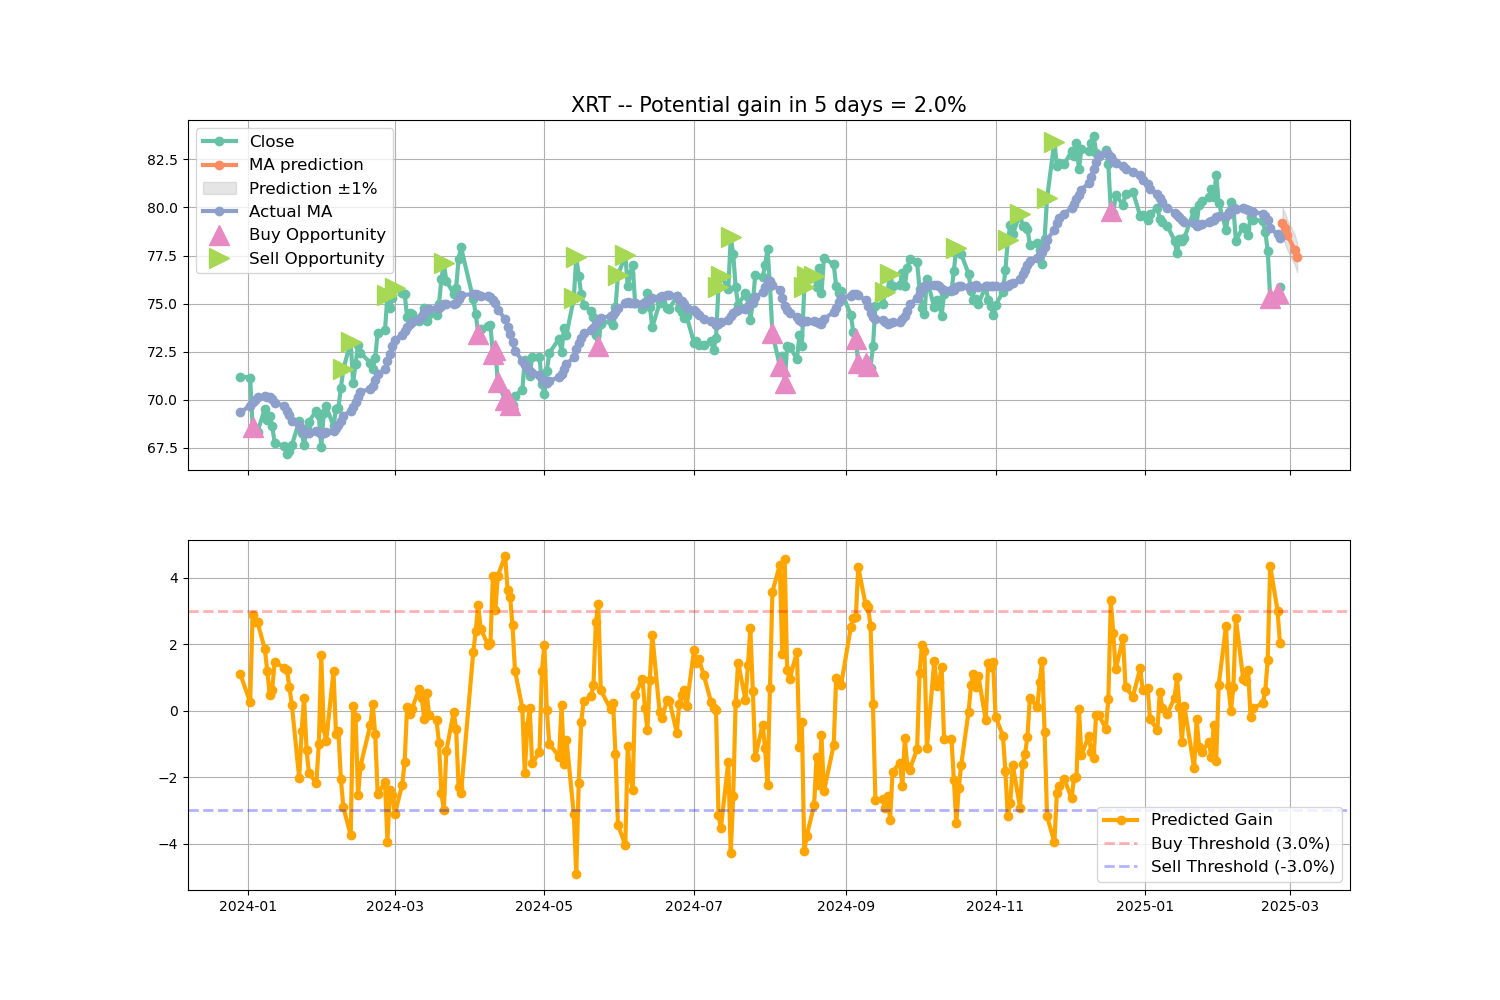 XRT -- Potential gain in 5 days = 2.0%
Close
MA prediction
Prediction ±1%
Actual MA
Buy Opportunity
Sell Opportunity
82.5
80.0
77.5
75.0
72.5
70.0
67.5
4
2
0
−2
−4
Predicted Gain
Buy Threshold (3.0%)
Sell Threshold (-3.0%)
2024-01
2024-03
2024-05
2024-07
2024-09
2024-11
2025-01
2025-03